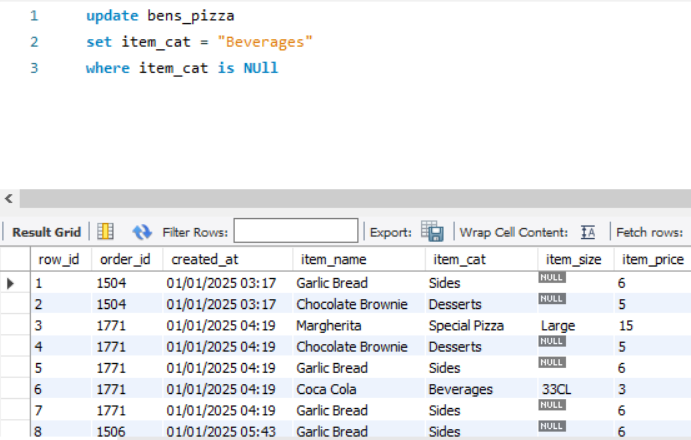 1 update bens_pizza
2 set item_cat = "Beverages"
3 where item_cat is NUll
Result Grid Filter Rows: Export: Wrap Cell Content: Fetch rows:
row_id order_id created_at item_name item_cat item_size item_price
1 1504 01/01/2025 03:17 Garlic Bread Sides NULL 6
2 1504 01/01/2025 03:17 Chocolate Brownie Desserts NULL 5
3 1771 01/01/2025 04:19 Margherita Special Pizza Large 15
4 1771 01/01/2025 04:19 Chocolate Brownie Desserts NULL 5
5 1771 01/01/2025 04:19 Garlic Bread Sides NULL 6
6 1771 01/01/2025 04:19 Coca Cola Beverages 33CL 3
7 1771 01/01/2025 04:19 Garlic Bread Sides NULL 6
8 1506 01/01/2025 05:43 Garlic Bread Sides NULL 6